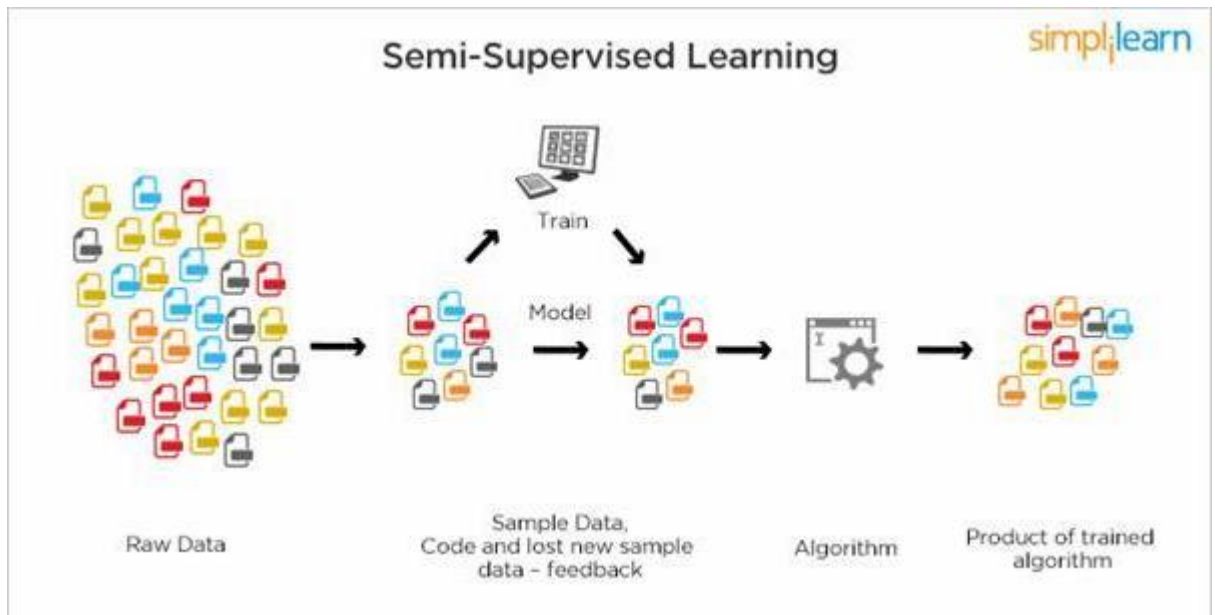 Semi-Supervised Learning
simplilearn
Train
Model
Raw Data
Sample Data,
Code and lost new sample
data – feedback
Algorithm
Product of trained
algorithm